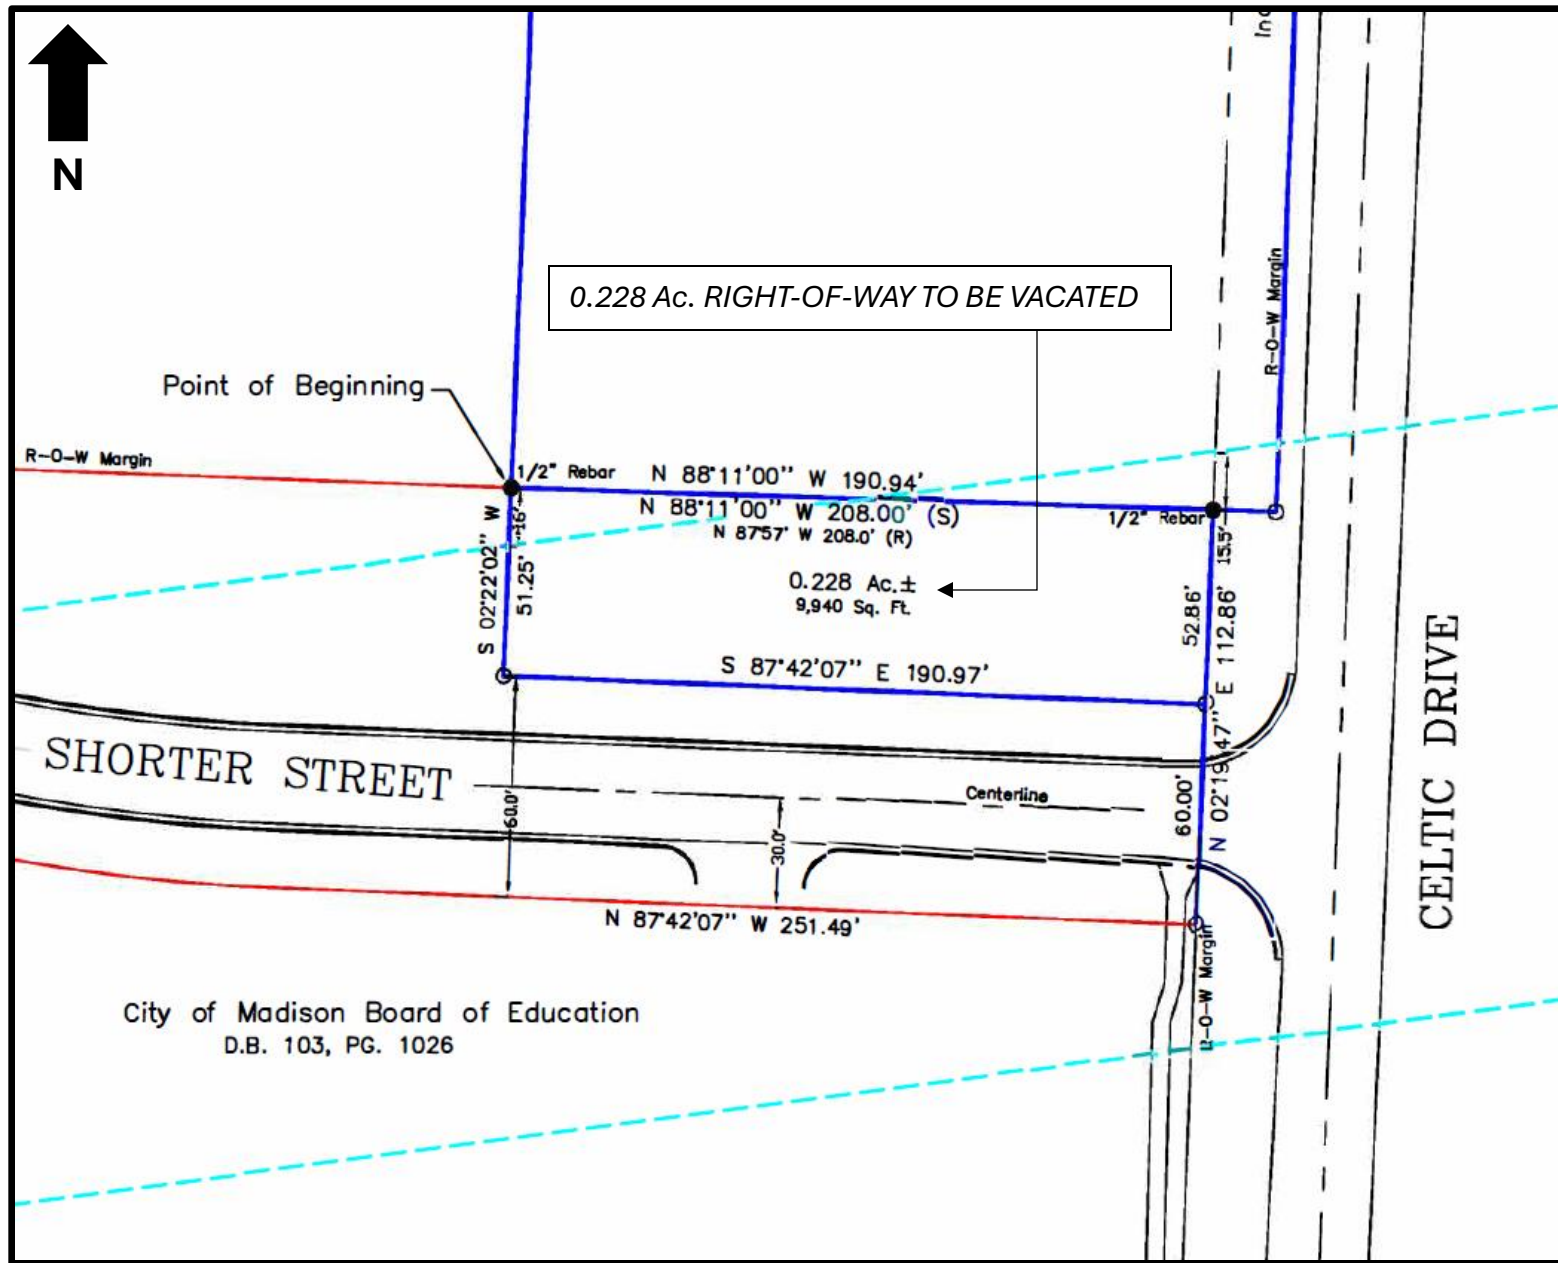 N
Inc
R-O-W Margin
0.228 Ac. RIGHT-OF-WAY TO BE VACATED
Point of Beginning
R-O-W Margin
1/2" Rebar
N 88°11'00" W 190.94'
N 88°11'00" W 208.00' (S)
N 87°57' W 208.0' (R)
1/2" Rebar
15.5'
16'
S 02°22'02" W
51.25'
0.228 Ac.±
9,940 Sq. Ft.
52.86'
N 02°19'47" E 112.86'
S 87°42'07" E 190.97'
CELTIC DRIVE
SHORTER STREET
Centerline
60.0'
30.0'
60.00'
N 87°42'07" W 251.49'
R-O-W Margin
City of Madison Board of Education
D.B. 103, PG. 1026